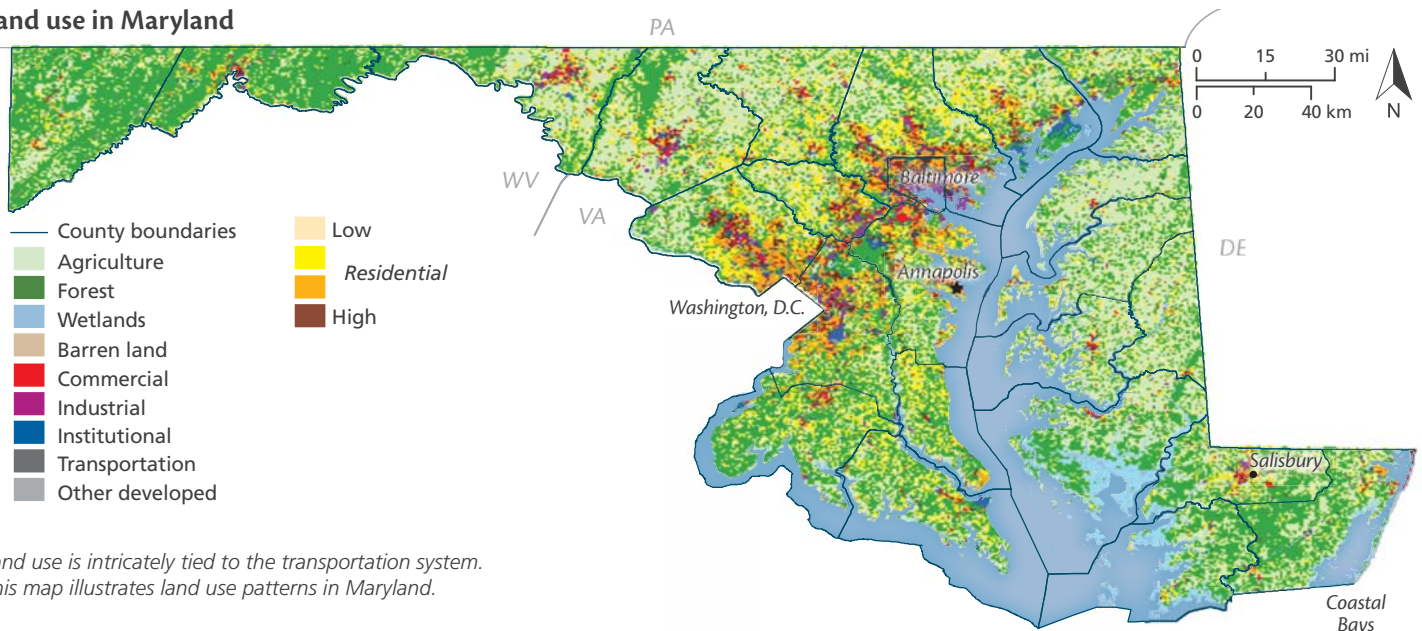 and use in Maryland
PA
0 15 30 mi
0 20 40 km
N
WV
VA
DE
Baltimore
Annapolis
Washington, D.C.
Salisbury
Coastal
Bays
County boundaries
Agriculture
Forest
Wetlands
Barren land
Commercial
Industrial
Institutional
Transportation
Other developed
Low
Residential
High
and use is intricately tied to the transportation system.
his map illustrates land use patterns in Maryland.